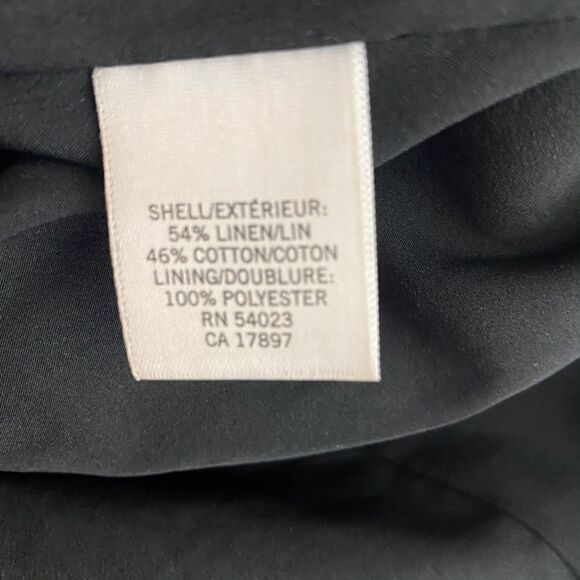 SHELL/EXTÉRIEUR:
54% LINEN/LIN
46% COTTON/COTON
LINING/DOUBLURE:
100% POLYESTER
RN 54023
CA 17897